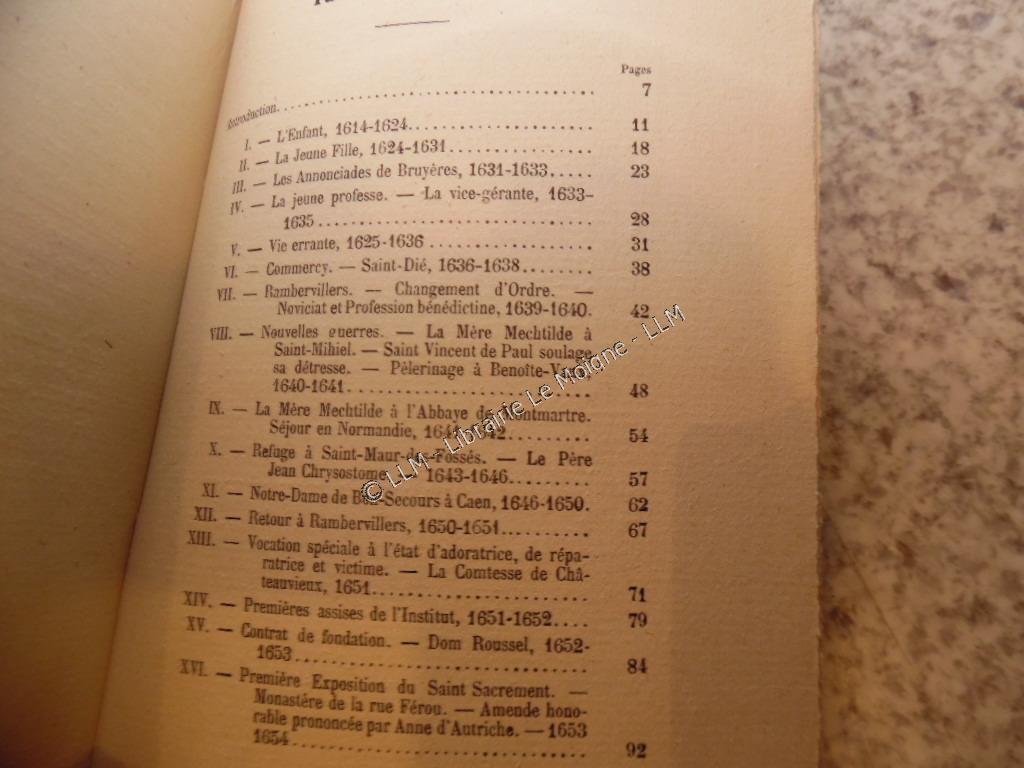 Pages
Introduction. 7
I. — L'Enfant, 1614-1624. 11
II. — La Jeune Fille, 1624-1631. 18
III. — Les Annonciades de Bruyères, 1631-1633. 23
IV. — La jeune professe. — La vice-gérante, 1633-
1635. 28
V. — Vie errante, 1625-1636 31
VI. — Commercy. — Saint-Dié, 1636-1638. 38
VII. — Rambervillers. — Changement d'Ordre. —
Noviciat et Profession bénédictine, 1639-1640. 42
VIII. — Nouvelles guerres. — La Mère Mechtilde à
Saint-Mihiel. — Saint Vincent de Paul soulage
sa détresse. — Pèlerinage à Benoîte-
1640-1641. 48
IX. — La Mère Mechtilde à l'Abbaye de Montmartre.
Séjour en Normandie, 54
X. — Refuge à Saint-Maur-des-Fossés. — Le Père
Jean Chrysostome 1643-1646. 57
XI. — Notre-Dame de Bon-Secours à Caen, 1646-1650. 62
XII. — Retour à Rambervillers, 1650-1651. 67
XIII. — Vocation spéciale à l'état d'adoratrice, de répa-
ratrice et victime. — La Comtesse de Châ-
teauvieux, 1651. 71
XIV. — Premières assises de l'Institut, 1651-1652. 79
XV. — Contrat de fondation. — Dom Roussel, 1652-
1653. 84
XVI. — Première Exposition du Saint Sacrement. —
Monastére de la rue Férou. — Amende hono-
rable prononcée par Anne d'Autriche. — 1653
1654. 92
© LLM - Librairie Le Moigne - LLM